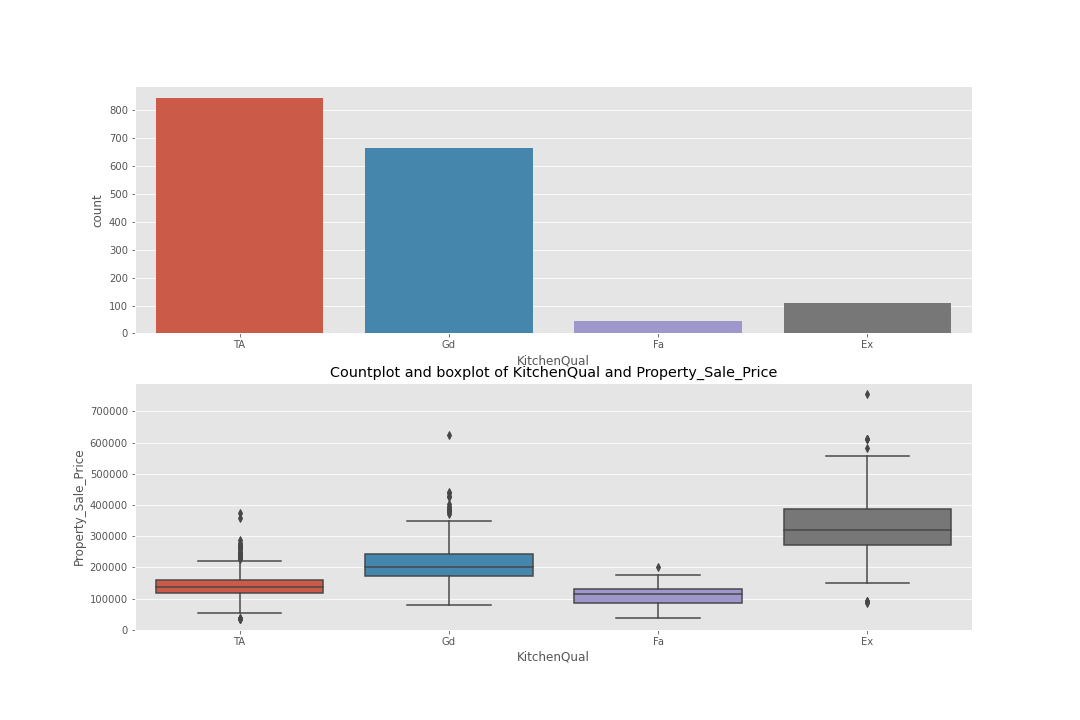 800
700
600
500
400
300
200
100
0
count
TA Gd Fa Ex
KitchenQual
Countplot and boxplot of KitchenQual and Property_Sale_Price
700000
600000
500000
400000
300000
200000
100000
0
Property_Sale_Price
TA Gd Fa Ex
KitchenQual